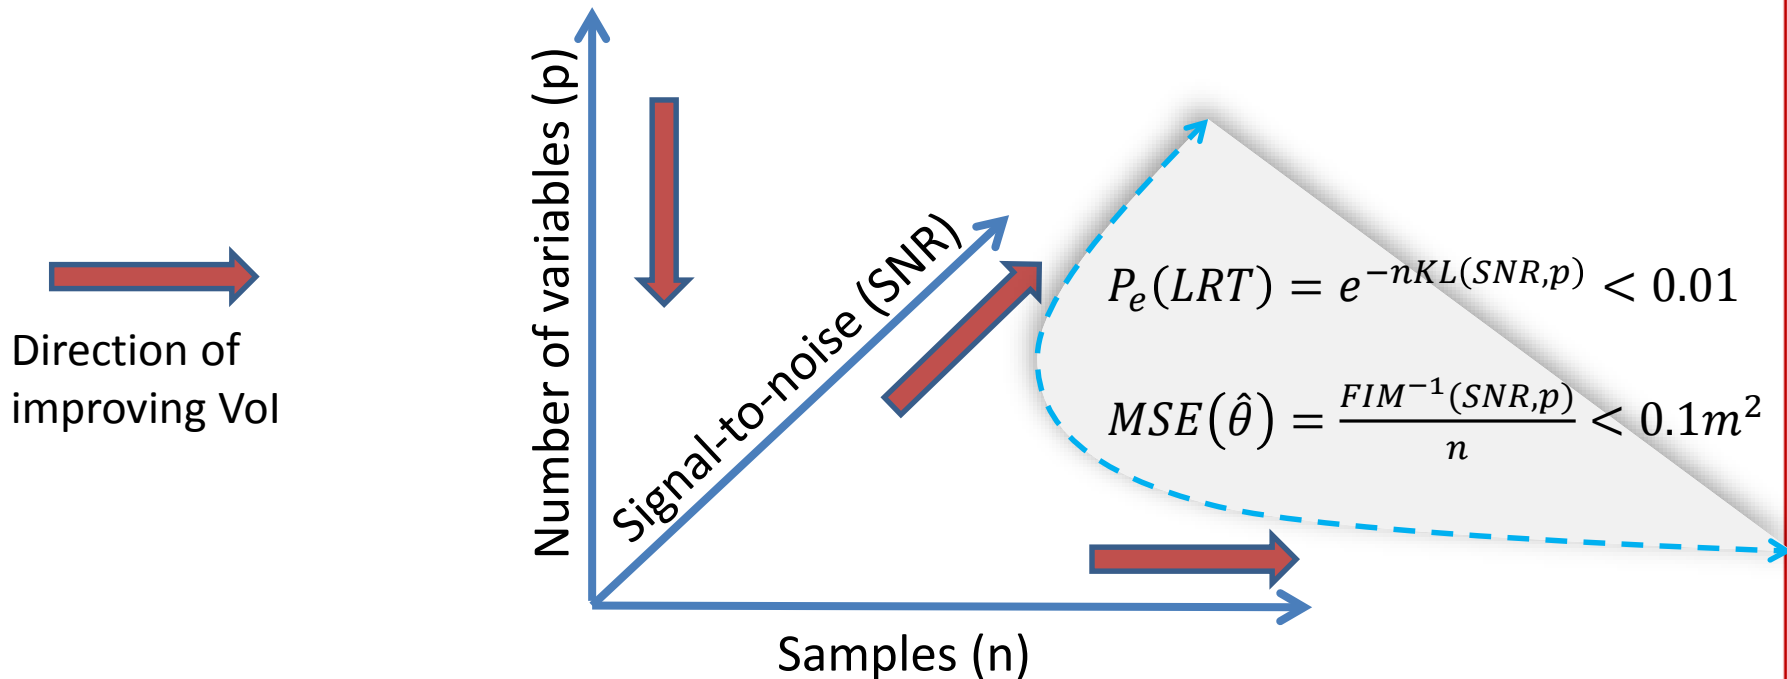 Number of variables (p)
Signal-to-noise (SNR)
Direction of
improving VoI
P_e(LRT) = e^{-nKL(SNR,p)} < 0.01
MSE(θ̂) = \frac{FIM^{-1}(SNR,p)}{n} < 0.1m^2
Samples (n)